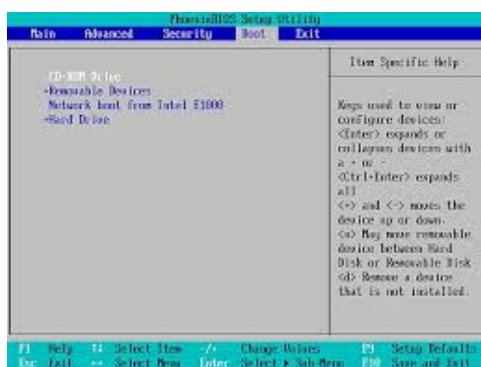 PhoenixBIOS Setup Utility
Main Advanced Security Boot Exit
CD-ROM Drive
+Removable Devices
Network boot from Intel E1000
+Hard Drive
Item Specific Help
Keys used to view or
configure devices:
<Enter> expands or
collapses devices with
a + or -
<Ctrl+Enter> expands
all
<+> and <-> moves the
device up or down.
<n> May move removable
device between Hard
Disk or Removable Disk
<d> Remove a device
that is not installed.
F1 Help ↑↓ Select Item -/+ Change Values F9 Setup Defaults
Esc Exit ↔ Select Menu Enter Select ▶ Sub-Menu F10 Save and Exit